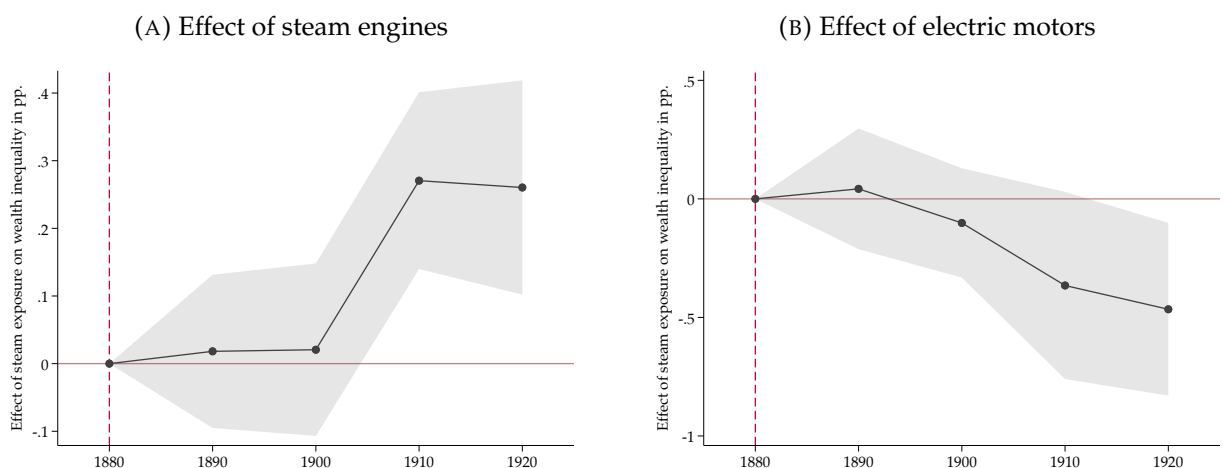 (A) Effect of steam engines
Effect of steam exposure on wealth inequality in pp.
.4
.3
.2
.1
0
-.1
1880 1890 1900 1910 1920
(B) Effect of electric motors
Effect of steam exposure on wealth inequality in pp.
.5
0
-.5
-1
1880 1890 1900 1910 1920